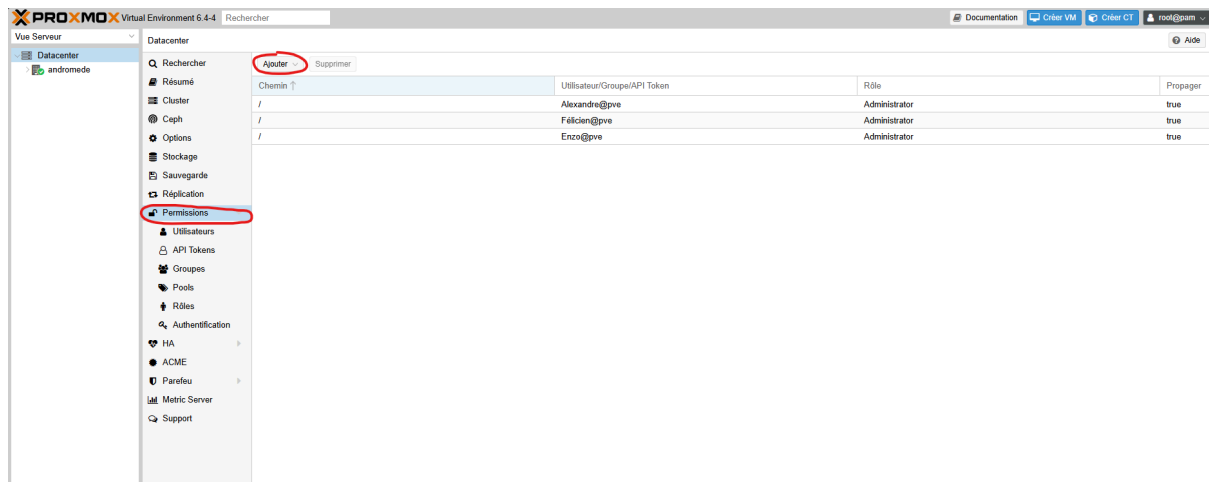 PROXMOX Virtual Environment 6.4-4 Rechercher Documentation Créer VM Créer CT root@pam
Vue Serveur
Datacenter
andromede
Datacenter Aide
Rechercher
Résumé
Cluster
Ceph
Options
Stockage
Sauvegarde
Réplication
Permissions
Utilisateurs
API Tokens
Groupes
Pools
Rôles
Authentification
HA
ACME
Parefeu
Metric Server
Support
Ajouter Supprimer
Chemin Utilisateur/Groupe/API Token Rôle Propager
/ Alexandre@pve Administrator true
/ Félicien@pve Administrator true
/ Enzo@pve Administrator true